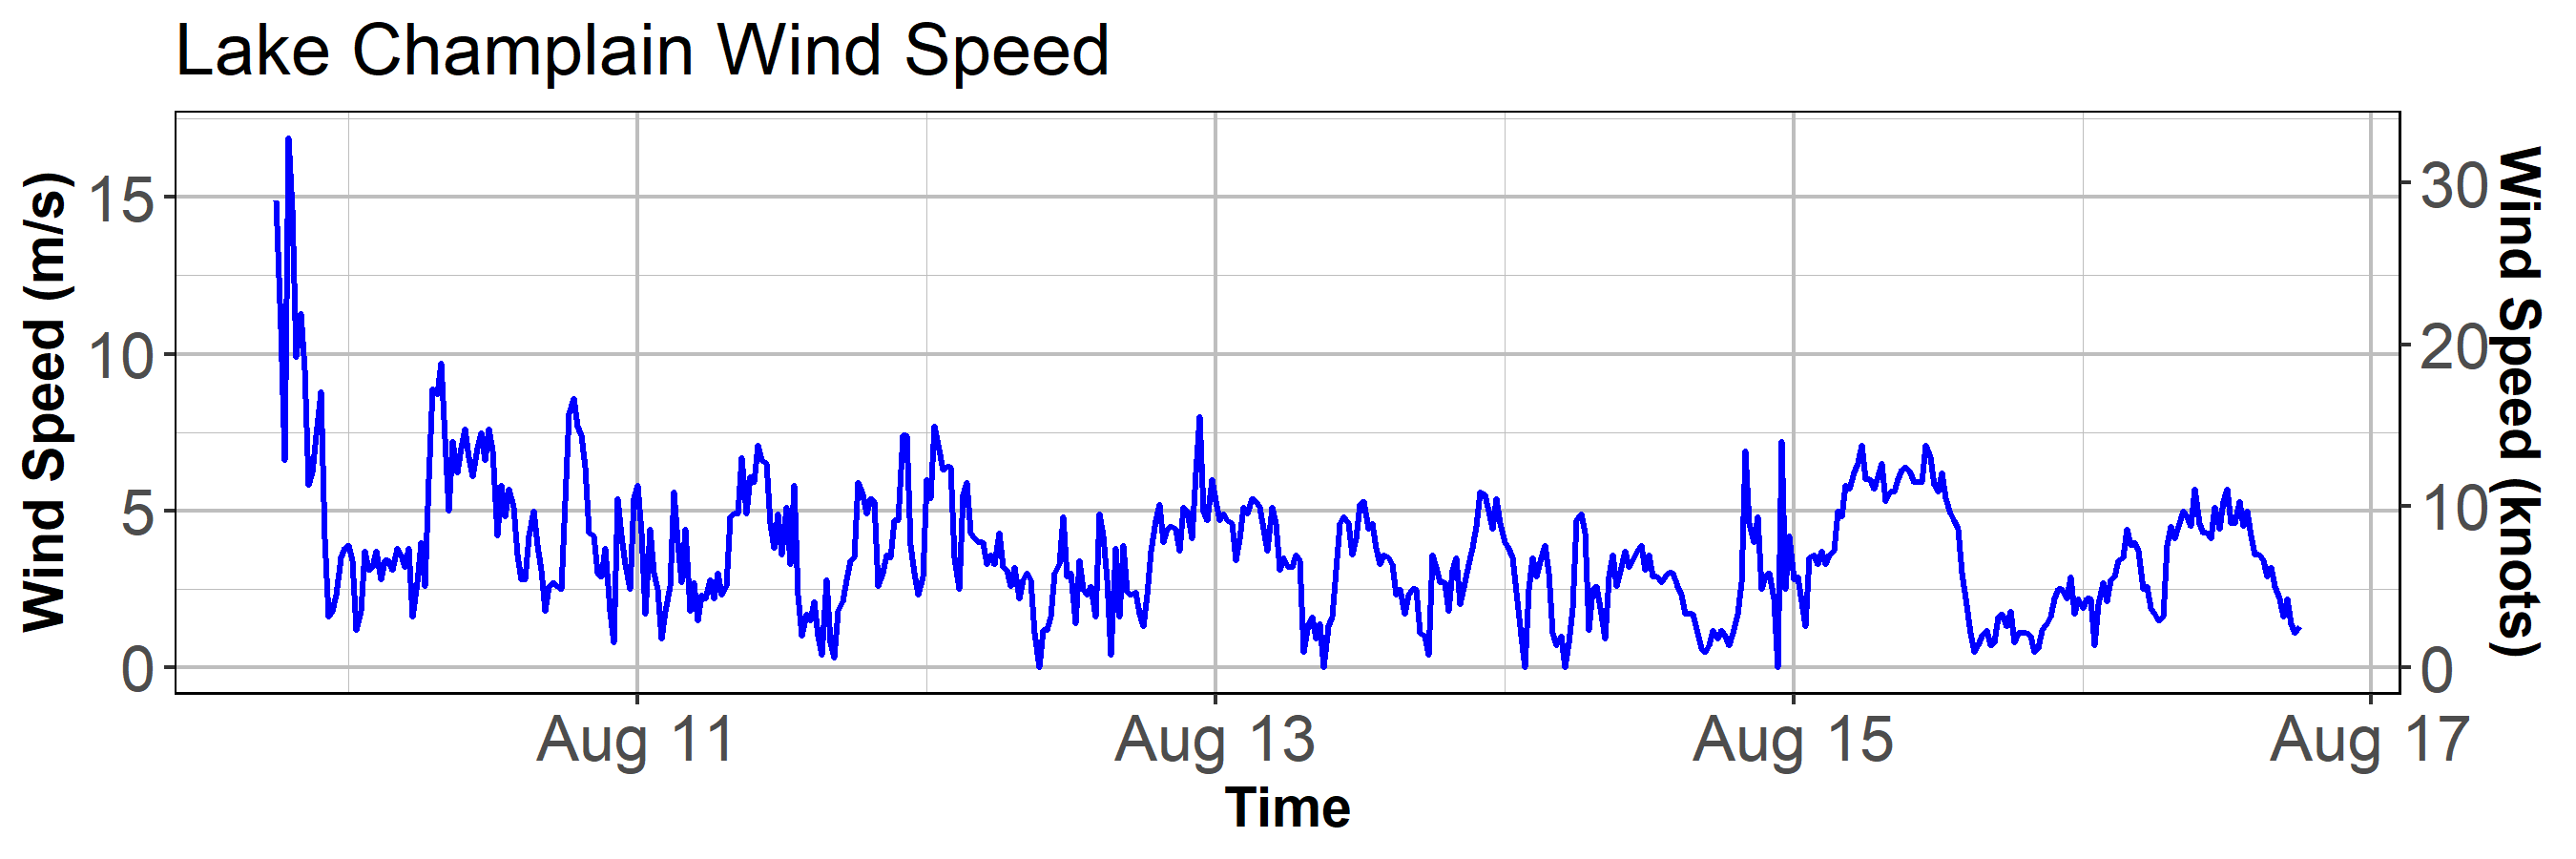 Lake Champlain Wind Speed
Wind Speed (m/s)
15
10
5
0
30
20
10
0
Wind Speed (knots)
Aug 11
Aug 13
Aug 15
Aug 17
Time